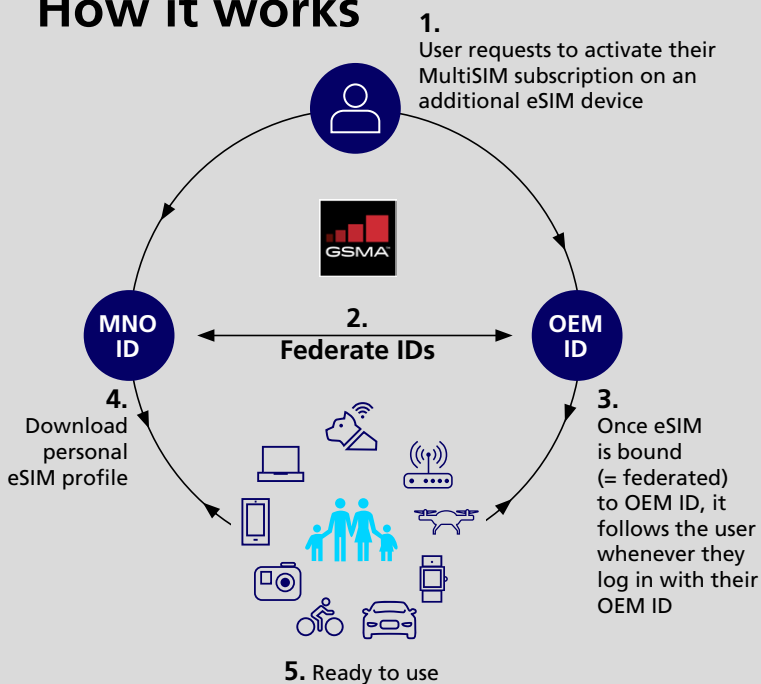 How it works
1.
User requests to activate their
MultiSIM subscription on an
additional eSIM device
GSMA™
MNO
ID
2.
Federate IDs
OEM
ID
4.
Download
personal
eSIM profile
3.
Once eSIM
is bound
(= federated)
to OEM ID, it
follows the user
whenever they
log in with their
OEM ID
5. Ready to use